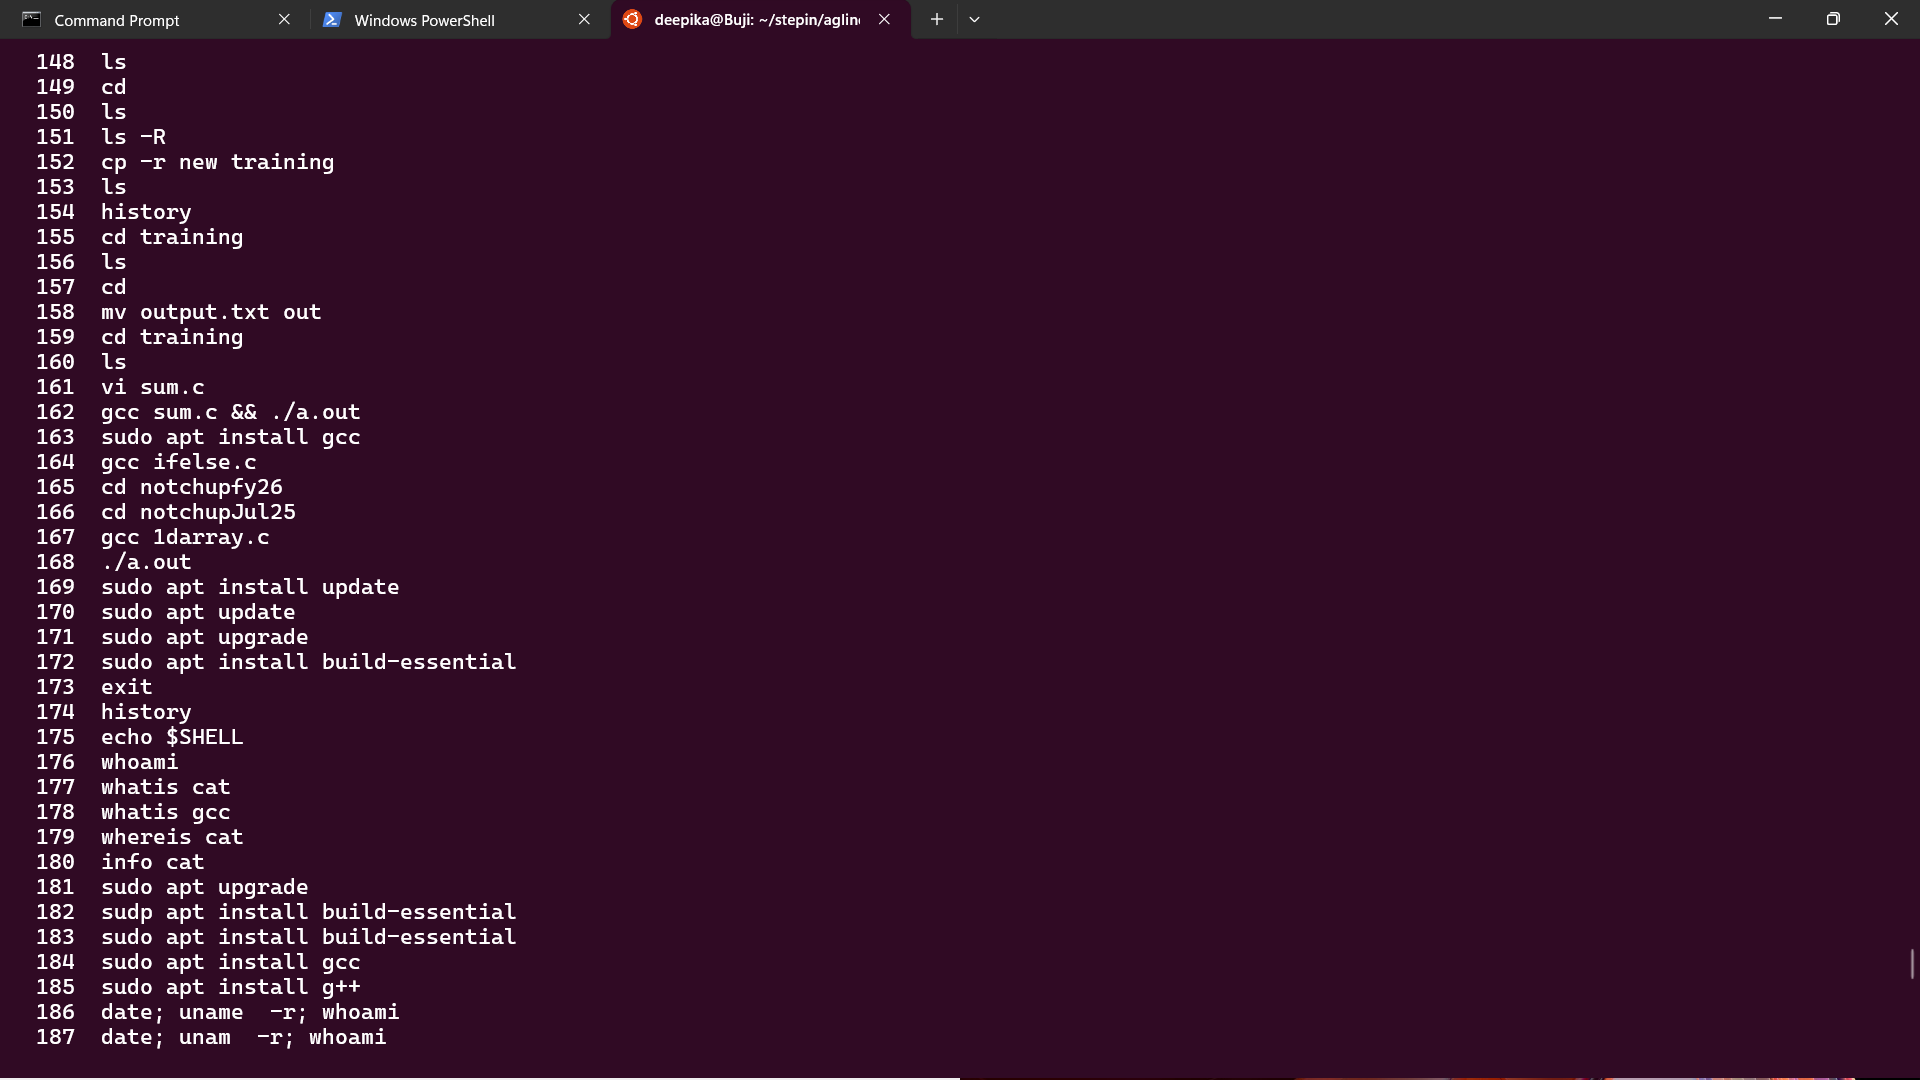 Command Prompt
Windows PowerShell
deepika@Buji: ~/stepin/aglin
148 ls
149 cd
150 ls
151 ls -R
152 cp -r new training
153 ls
154 history
155 cd training
156 ls
157 cd
158 mv output.txt out
159 cd training
160 ls
161 vi sum.c
162 gcc sum.c && ./a.out
163 sudo apt install gcc
164 gcc ifelse.c
165 cd notchupfy26
166 cd notchupJul25
167 gcc 1darray.c
168 ./a.out
169 sudo apt install update
170 sudo apt update
171 sudo apt upgrade
172 sudo apt install build-essential
173 exit
174 history
175 echo $SHELL
176 whoami
177 whatis cat
178 whatis gcc
179 whereis cat
180 info cat
181 sudo apt upgrade
182 sudp apt install build-essential
183 sudo apt install build-essential
184 sudo apt install gcc
185 sudo apt install g++
186 date; uname  -r; whoami
187 date; unam  -r; whoami